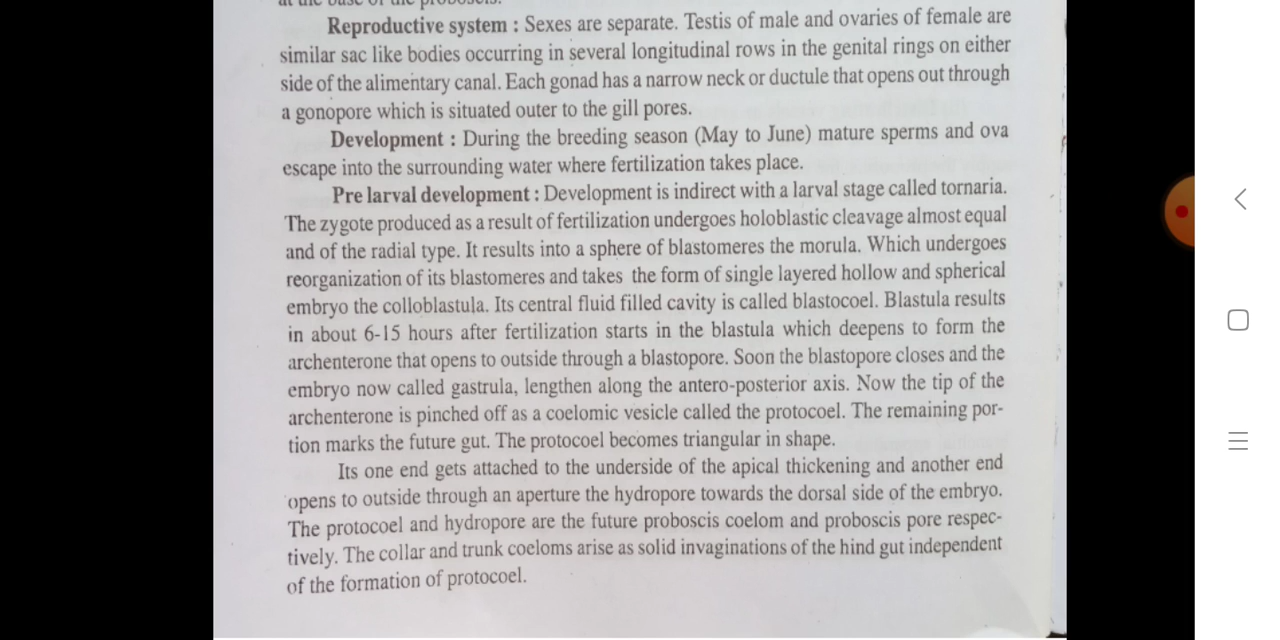 at the base of the proboscis.
Reproductive system : Sexes are separate. Testis of male and ovaries of female are
similar sac like bodies occurring in several longitudinal rows in the genital rings on either
side of the alimentary canal. Each gonad has a narrow neck or ductule that opens out through
a gonopore which is situated outer to the gill pores.
Development : During the breeding season (May to June) mature sperms and ova
escape into the surrounding water where fertilization takes place.
Pre larval development : Development is indirect with a larval stage called tornaria.
The zygote produced as a result of fertilization undergoes holoblastic cleavage almost equal
and of the radial type. It results into a sphere of blastomeres the morula. Which undergoes
reorganization of its blastomeres and takes the form of single layered hollow and spherical
embryo the colloblastula. Its central fluid filled cavity is called blastocoel. Blastula results
in about 6-15 hours after fertilization starts in the blastula which deepens to form the
archenterone that opens to outside through a blastopore. Soon the blastopore closes and the
embryo now called gastrula, lengthen along the antero-posterior axis. Now the tip of the
archenterone is pinched off as a coelomic vesicle called the protocoel. The remaining por-
tion marks the future gut. The protocoel becomes triangular in shape.
Its one end gets attached to the underside of the apical thickening and another end
opens to outside through an aperture the hydropore towards the dorsal side of the embryo.
The protocoel and hydropore are the future proboscis coelom and proboscis pore respec-
tively. The collar and trunk coeloms arise as solid invaginations of the hind gut independent
of the formation of protocoel.